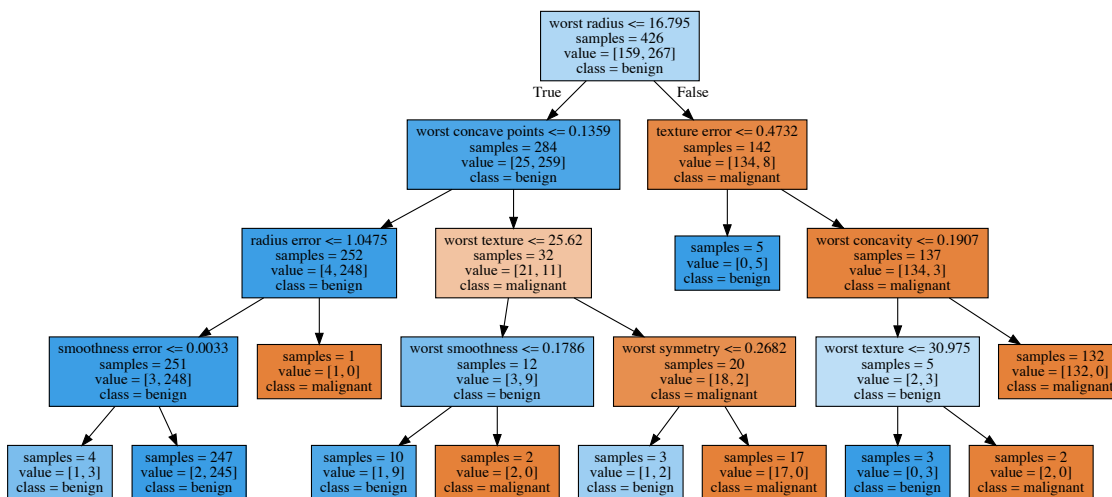 worst radius <= 16.795
samples = 426
value = [159, 267]
class = benign
True
False
worst concave points <= 0.1359
samples = 284
value = [25, 259]
class = benign
texture error <= 0.4732
samples = 142
value = [134, 8]
class = malignant
radius error <= 1.0475
samples = 252
value = [4, 248]
class = benign
worst texture <= 25.62
samples = 32
value = [21, 11]
class = malignant
samples = 5
value = [0, 5]
class = benign
worst concavity <= 0.1907
samples = 137
value = [134, 3]
class = malignant
smoothness error <= 0.0033
samples = 251
value = [3, 248]
class = benign
samples = 1
value = [1, 0]
class = malignant
worst smoothness <= 0.1786
samples = 12
value = [3, 9]
class = benign
worst symmetry <= 0.2682
samples = 20
value = [18, 2]
class = malignant
worst texture <= 30.975
samples = 5
value = [2, 3]
class = benign
samples = 132
value = [132, 0]
class = malignant
samples = 4
value = [1, 3]
class = benign
samples = 247
value = [2, 245]
class = benign
samples = 10
value = [1, 9]
class = benign
samples = 2
value = [2, 0]
class = malignant
samples = 3
value = [1, 2]
class = benign
samples = 17
value = [17, 0]
class = malignant
samples = 3
value = [0, 3]
class = benign
samples = 2
value = [2, 0]
class = malignant